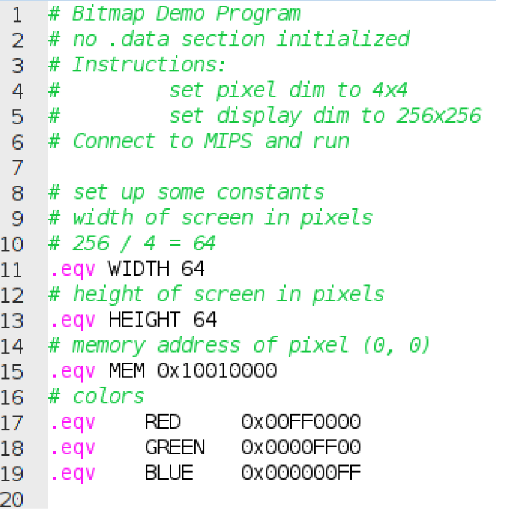 1 # Bitmap Demo Program
2 # no .data section initialized
3 # Instructions:
4 #         set pixel dim to 4x4
5 #         set display dim to 256x256
6 # Connect to MIPS and run
7
8 # set up some constants
9 # width of screen in pixels
10 # 256 / 4 = 64
11 .eqv WIDTH 64
12 # height of screen in pixels
13 .eqv HEIGHT 64
14 # memory address of pixel (0, 0)
15 .eqv MEM 0x10010000
16 # colors
17 .eqv    RED     0x00FF0000
18 .eqv    GREEN   0x0000FF00
19 .eqv    BLUE    0x000000FF
20